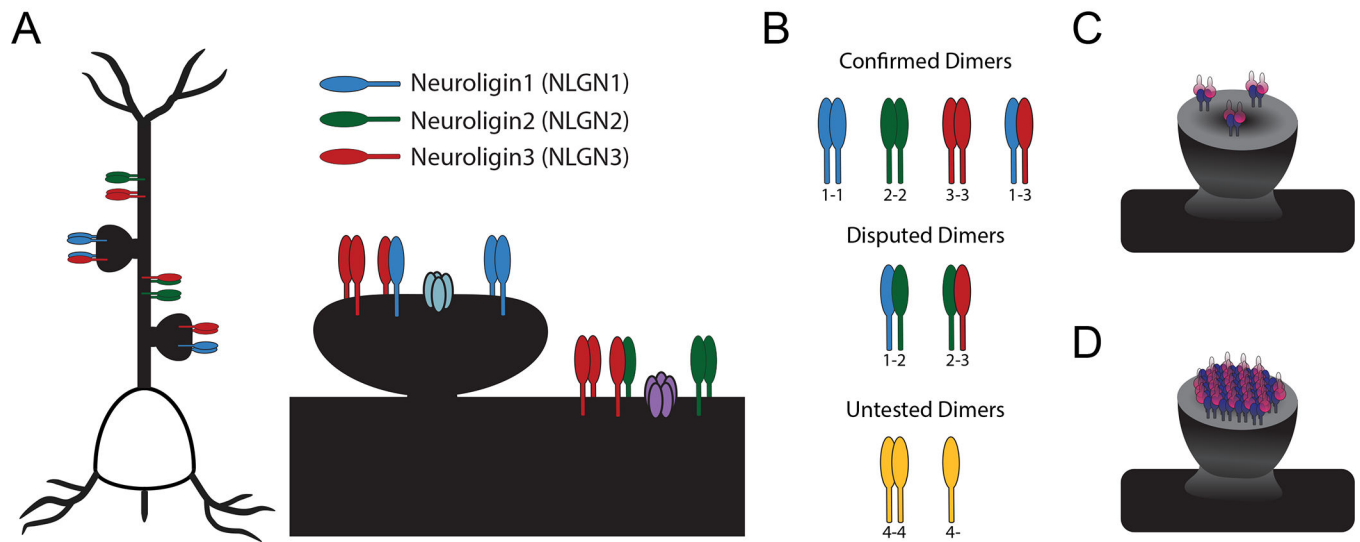 A
Neuroligin1 (NLGN1)
Neuroligin2 (NLGN2)
Neuroligin3 (NLGN3)
B
Confirmed Dimers
1-1 2-2 3-3 1-3
Disputed Dimers
1-2 2-3
Untested Dimers
4-4 4-
C
D